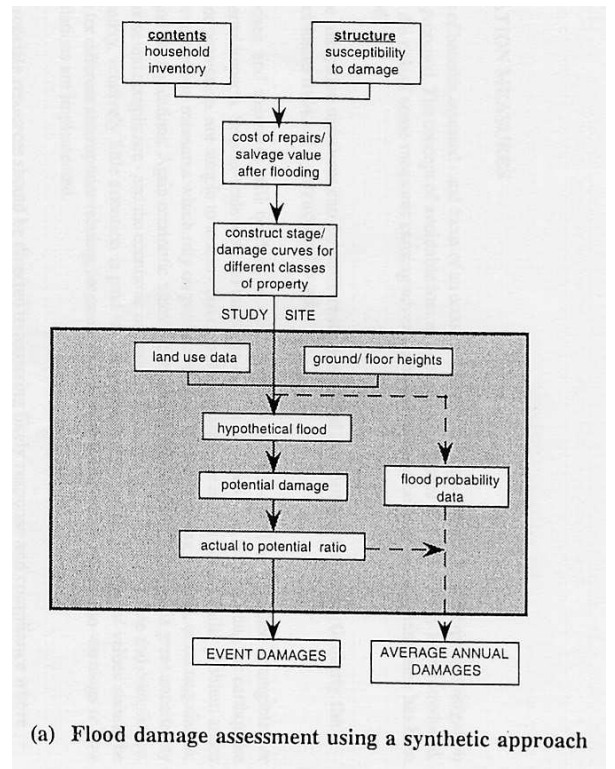 contents
household
inventory
structure
susceptibility
to damage
cost of repairs/
salvage value
after flooding
construct stage/
damage curves for
different classes
of property
STUDY SITE
land use data
ground/ floor heights
hypothetical flood
potential damage
flood probability
data
actual to potential ratio
EVENT DAMAGES
AVERAGE ANNUAL
DAMAGES
(a) Flood damage assessment using a synthetic approach